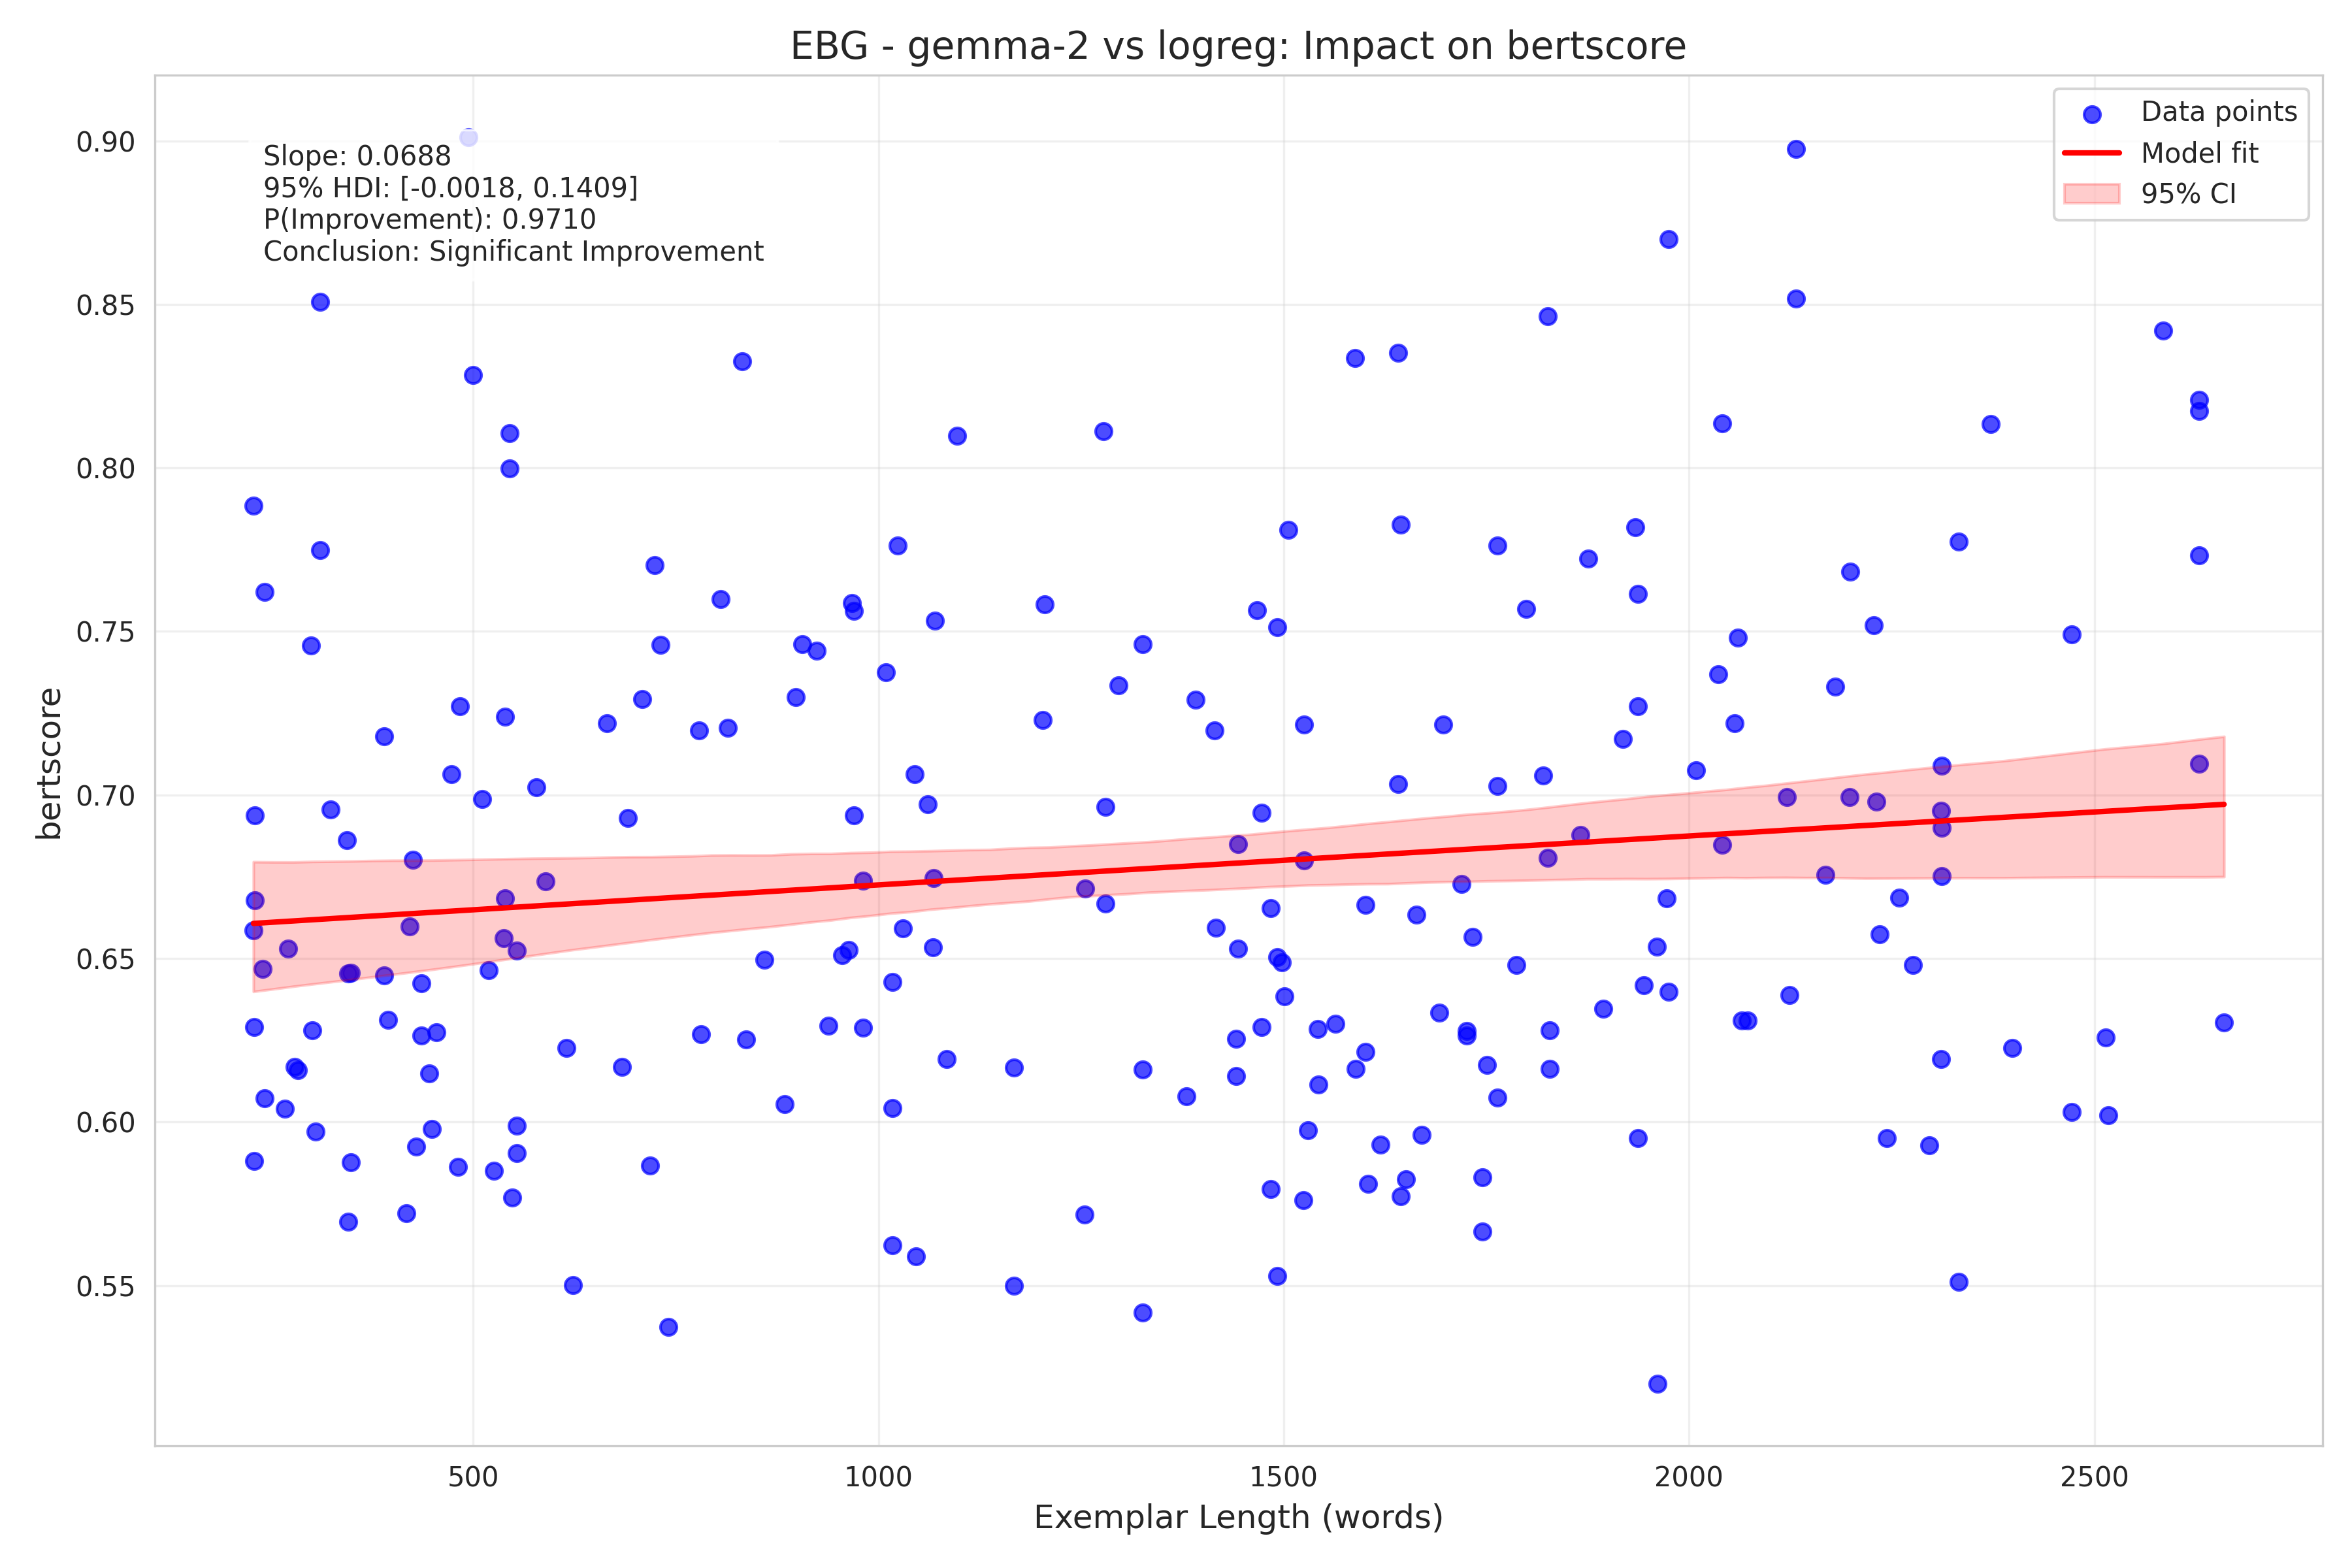 EBG - gemma-2 vs logreg: Impact on bertscore
Slope: 0.0688
95% HDI: [-0.0018, 0.1409]
P(Improvement): 0.9710
Conclusion: Significant Improvement
Data points
Model fit
95% CI
bertscore
0.90
0.85
0.80
0.75
0.70
0.65
0.60
0.55
500
1000
1500
2000
2500
Exemplar Length (words)